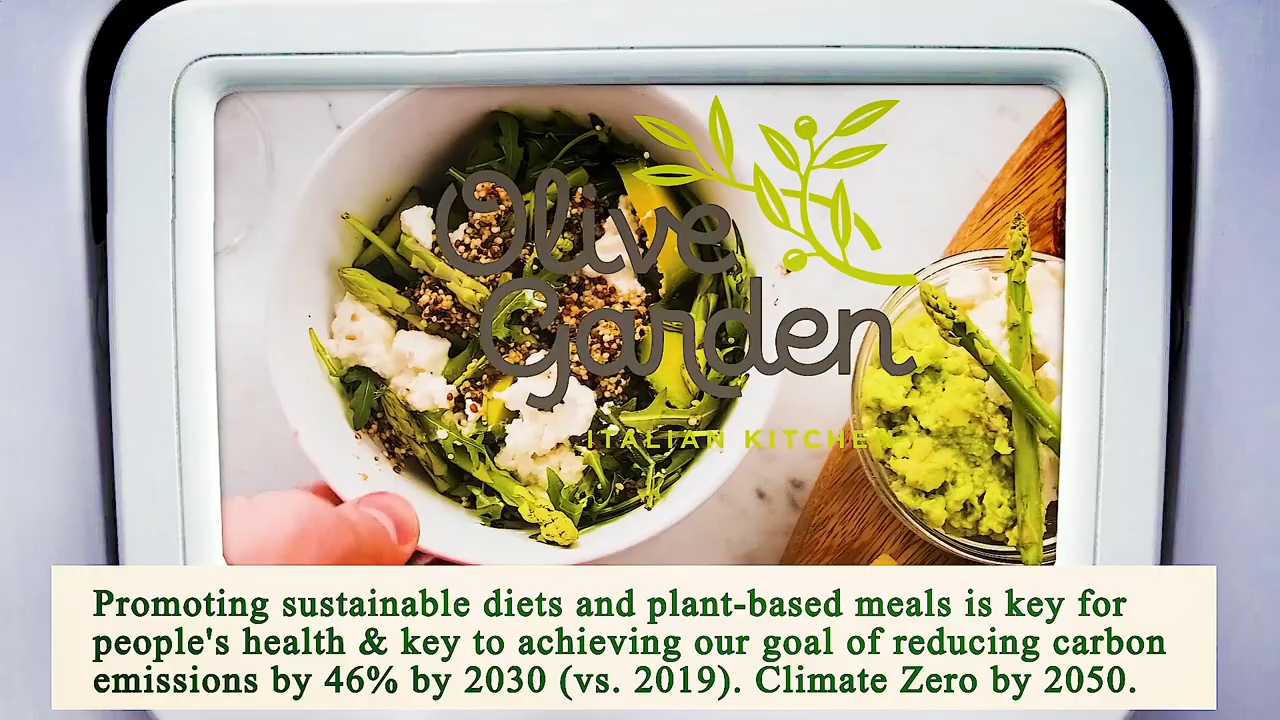 Olive
Garden
ITALIAN KITCHEN
Promoting sustainable diets and plant-based meals is key for
people's health & key to achieving our goal of reducing carbon
emissions by 46% by 2030 (vs. 2019). Climate Zero by 2050.